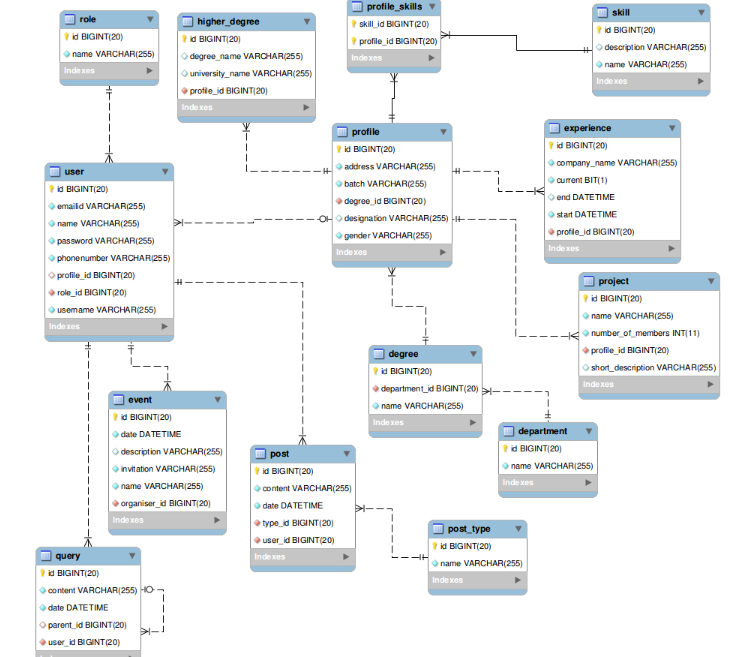 role
id BIGINT(20)
name VARCHAR(255)
Indexes
higher_degree
id BIGINT(20)
degree_name VARCHAR(255)
university_name VARCHAR(255)
profile_id BIGINT(20)
Indexes
profile_skills
skill_id BIGINT(20)
profile_id BIGINT(20)
Indexes
skill
id BIGINT(20)
description VARCHAR(255)
name VARCHAR(255)
Indexes
user
id BIGINT(20)
emailid VARCHAR(255)
name VARCHAR(255)
password VARCHAR(255)
phonenumber VARCHAR(255)
profile_id BIGINT(20)
role_id BIGINT(20)
username VARCHAR(255)
Indexes
profile
id BIGINT(20)
address VARCHAR(255)
batch VARCHAR(255)
degree_id BIGINT(20)
designation VARCHAR(255)
gender VARCHAR(255)
Indexes
experience
id BIGINT(20)
company_name VARCHAR(255)
current BIT(1)
end DATETIME
start DATETIME
profile_id BIGINT(20)
Indexes
project
id BIGINT(20)
name VARCHAR(255)
number_of_members INT(11)
profile_id BIGINT(20)
short_description VARCHAR(255)
Indexes
degree
id BIGINT(20)
department_id BIGINT(20)
name VARCHAR(255)
Indexes
event
id BIGINT(20)
date DATETIME
description VARCHAR(255)
invitation VARCHAR(255)
name VARCHAR(255)
organiser_id BIGINT(20)
Indexes
department
id BIGINT(20)
name VARCHAR(255)
Indexes
post
id BIGINT(20)
content VARCHAR(255)
date DATETIME
type_id BIGINT(20)
user_id BIGINT(20)
Indexes
post_type
id BIGINT(20)
name VARCHAR(255)
Indexes
query
id BIGINT(20)
content VARCHAR(255)
date DATETIME
parent_id BIGINT(20)
user_id BIGINT(20)